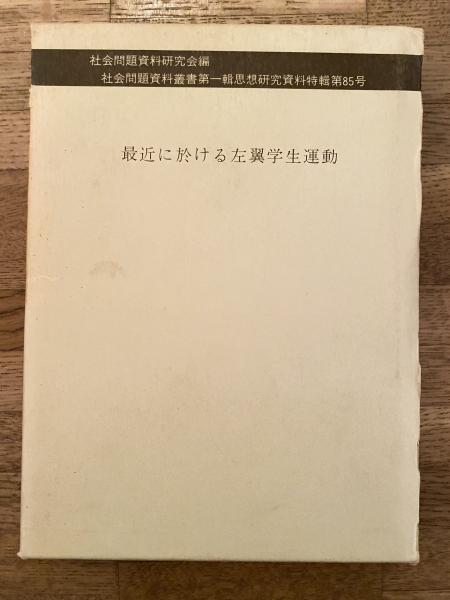 社会問題資料研究会編
社会問題資料叢書第一輯思想研究資料特輯第85号
最近に於ける左翼学生運動